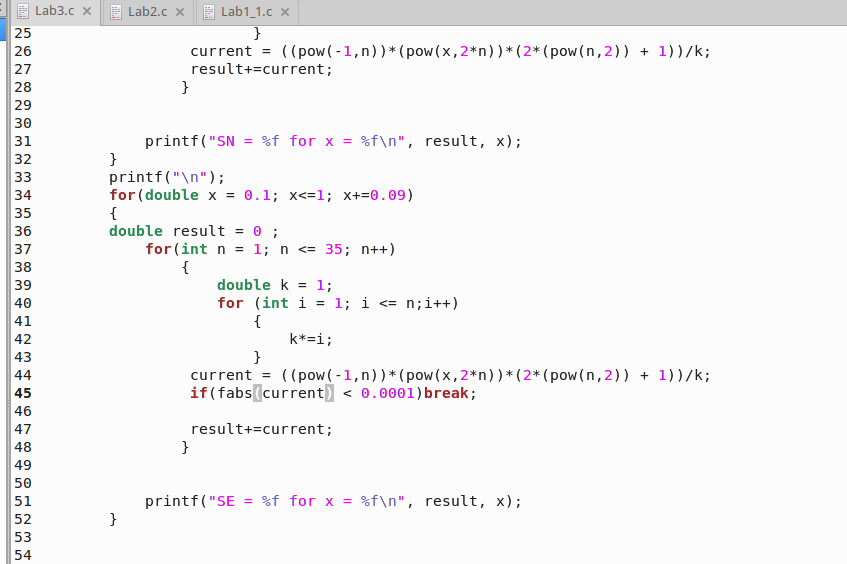 Lab3.c × Lab2.c × Lab1_1.c ×
25 }
26 current = ((pow(-1,n))*(pow(x,2*n))*(2*(pow(n,2)) + 1))/k;
27 result+=current;
28 }
29
30
31 printf("SN = %f for x = %f\n", result, x);
32 }
33 printf("\n");
34 for(double x = 0.1; x<=1; x+=0.09)
35 {
36 double result = 0 ;
37 for(int n = 1; n <= 35; n++)
38 {
39 double k = 1;
40 for (int i = 1; i <= n;i++)
41 {
42 k*=i;
43 }
44 current = ((pow(-1,n))*(pow(x,2*n))*(2*(pow(n,2)) + 1))/k;
45 if(fabs(current) < 0.0001)break;
46
47 result+=current;
48 }
49
50
51 printf("SE = %f for x = %f\n", result, x);
52 }
53
54